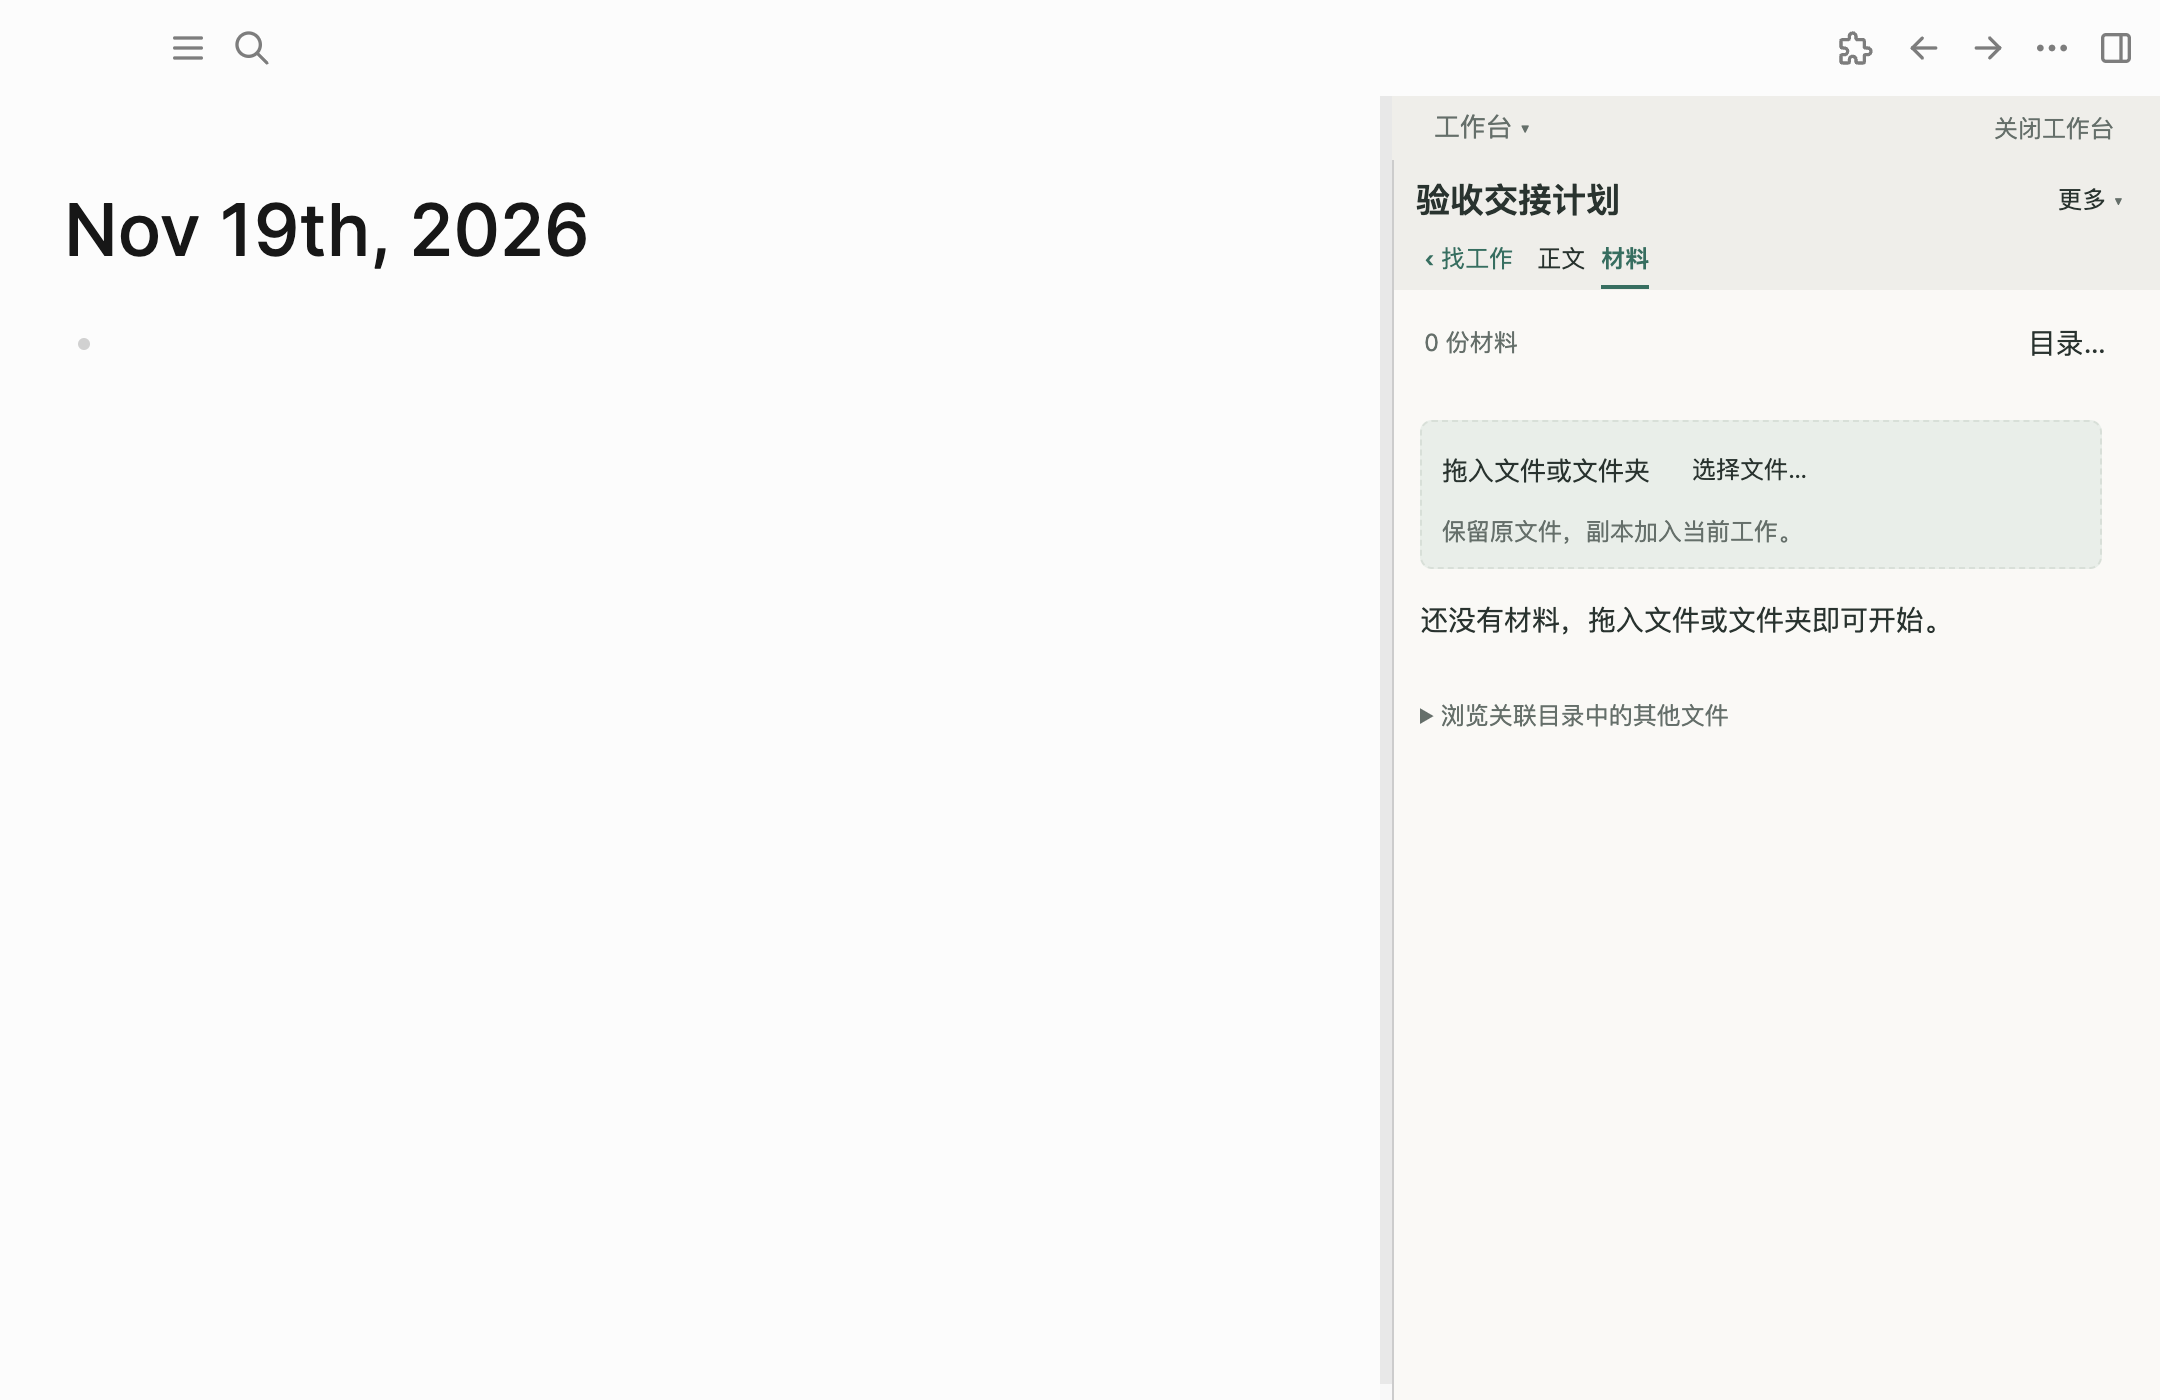 Nov 19th, 2026
工作台 ▾
关闭工作台
验收交接计划
更多 ▾
‹ 找工作 正文 材料
0 份材料
目录...
拖入文件或文件夹 选择文件...
保留原文件，副本加入当前工作。
还没有材料，拖入文件或文件夹即可开始。
▶ 浏览关联目录中的其他文件